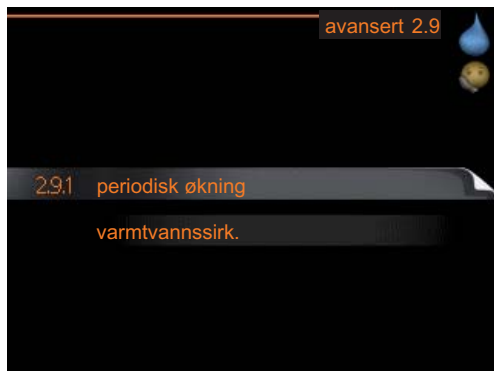 avansert 2.9
2.9.1 periodisk økning
varmtvannssirk.